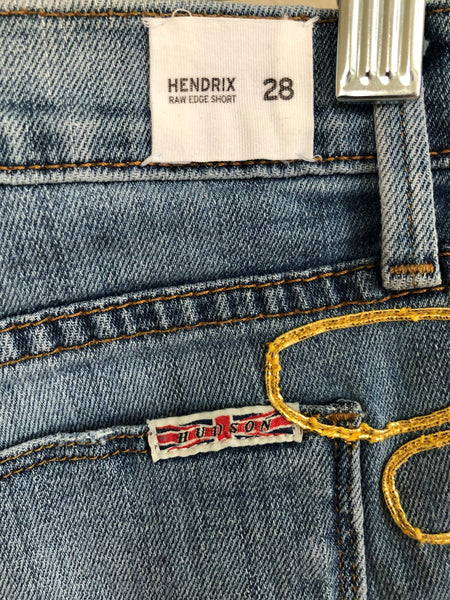 HENDRIX
RAW EDGE SHORT
28
HUDSON